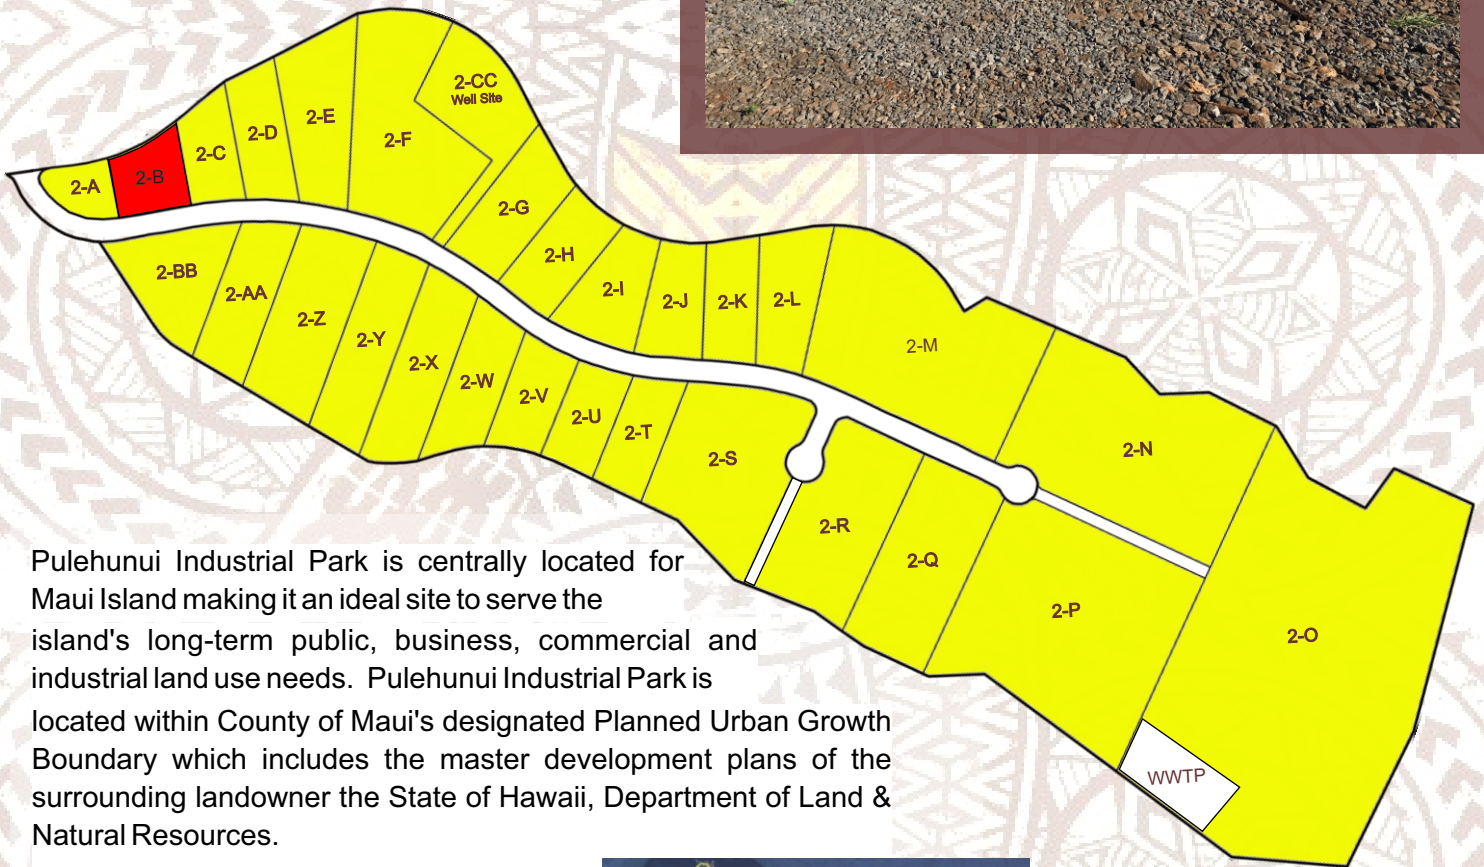 2-CC
Well Site
2-E
2-D
2-F
2-C
2-B
2-A
2-G
2-H
2-I
2-J
2-K
2-L
2-M
2-BB
2-AA
2-Z
2-Y
2-X
2-W
2-V
2-U
2-T
2-S
2-N
2-R
2-Q
2-P
2-O
WWTP
Pulehunui Industrial Park is centrally located for
Maui Island making it an ideal site to serve the
island's long-term public, business, commercial and
industrial land use needs. Pulehunui Industrial Park is
located within County of Maui's designated Planned Urban Growth
Boundary which includes the master development plans of the
surrounding landowner the State of Hawaii, Department of Land &
Natural Resources.